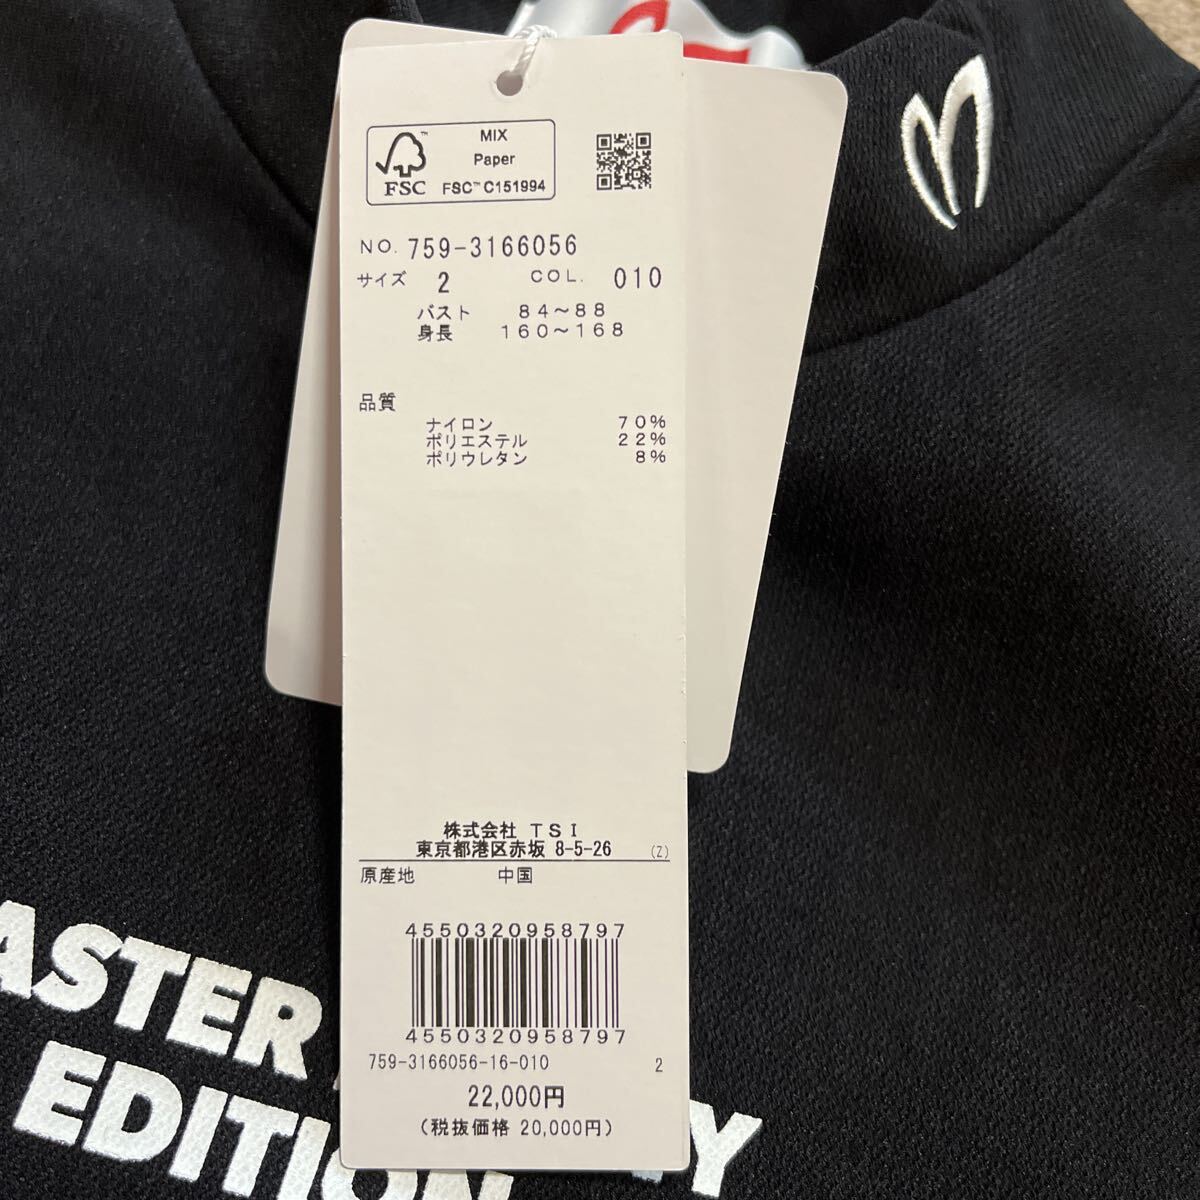 MIX
Paper
FSC™ C151994
FSC
NO. 759-3166056
サイズ 2 COL. 010
バスト 84～88
身長 160～168
品質
ナイロン 70%
ポリエステル 22%
ポリウレタン 8%
株式会社 TSI
東京都港区赤坂 8-5-26 (Z)
原産地 中国
4550320958797
4550320958797
759-3166056-16-010 2
22,000円
(税抜価格 20,000円)
ASTER
EDITION